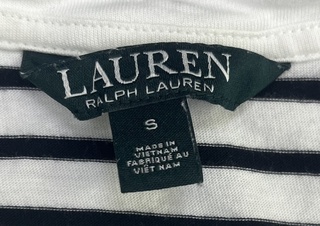 LAUREN
RALPH LAUREN
S
MADE IN
VIETNAM
FABRIQUÉ AU
VIÊT NAM